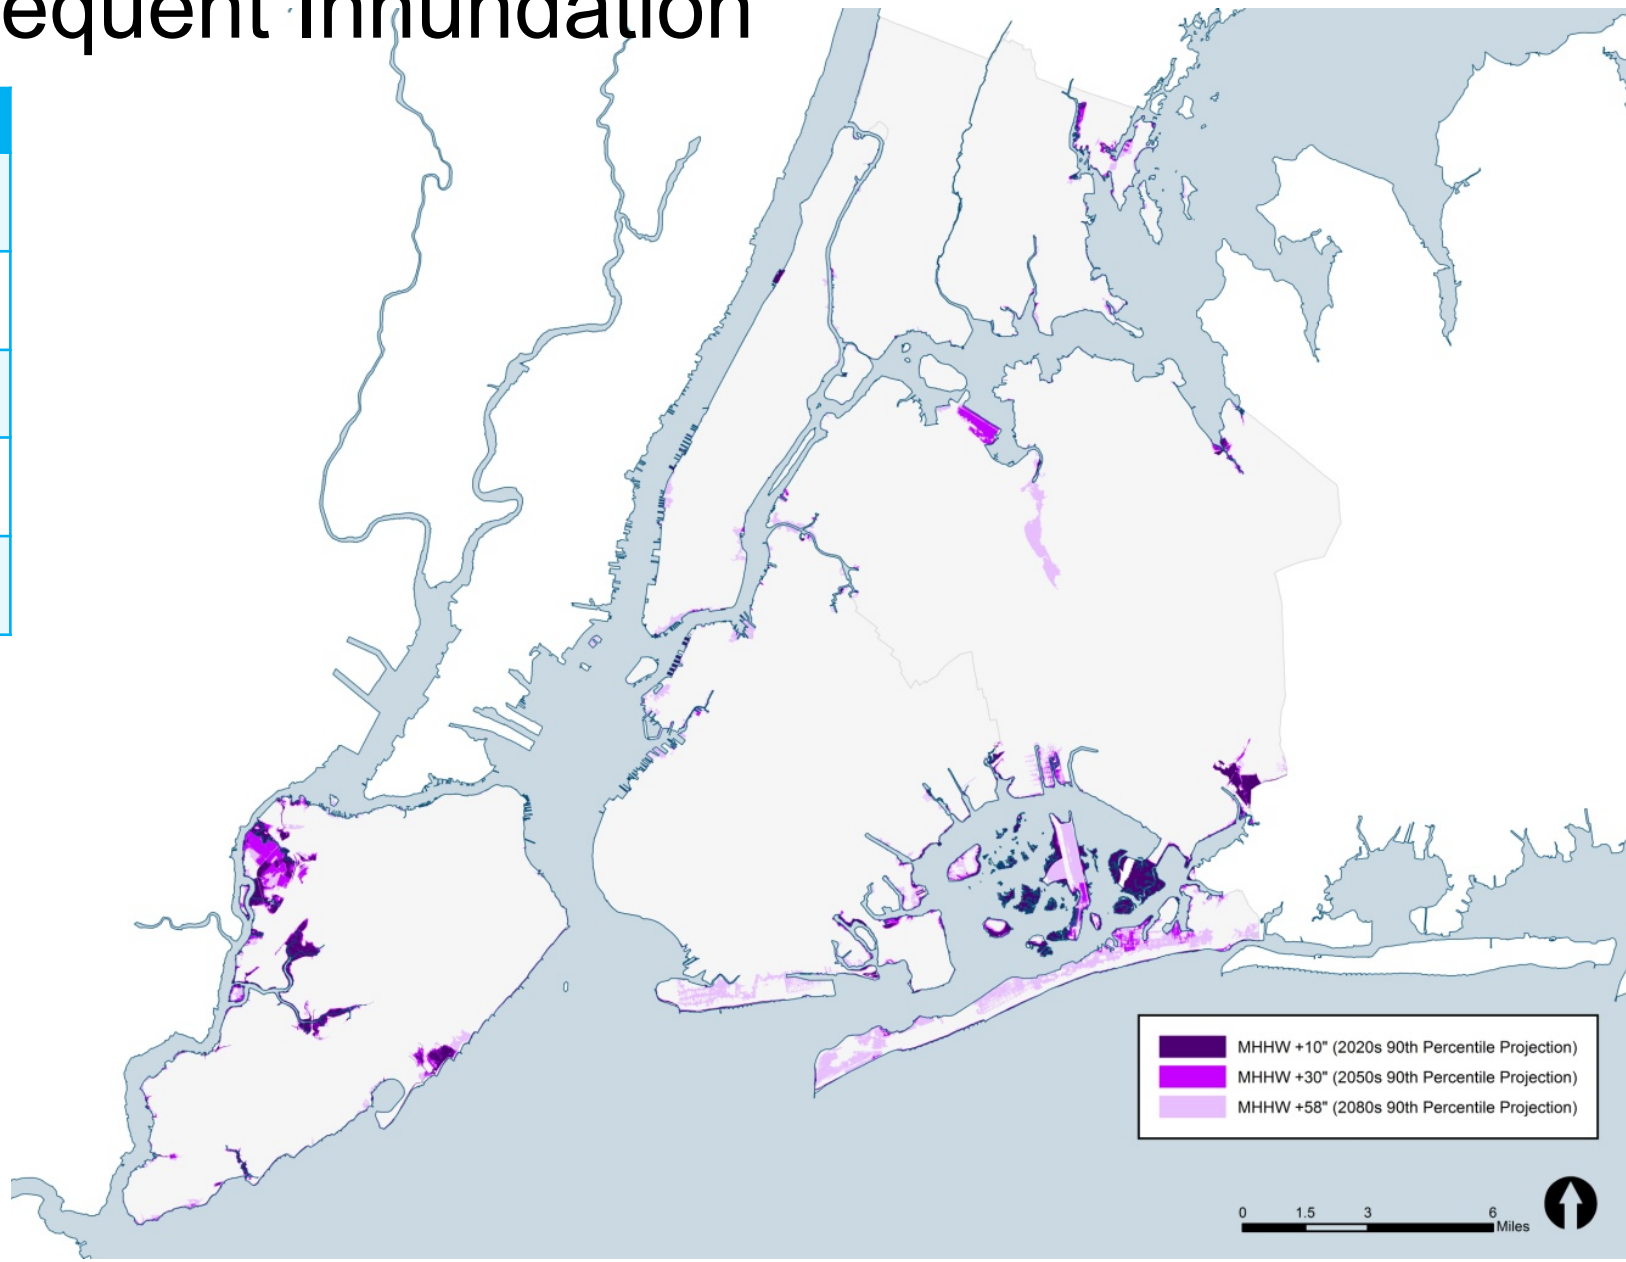 equent Innundation
MHHW +10" (2020s 90th Percentile Projection)
MHHW +30" (2050s 90th Percentile Projection)
MHHW +58" (2080s 90th Percentile Projection)
0 1.5 3 6
Miles